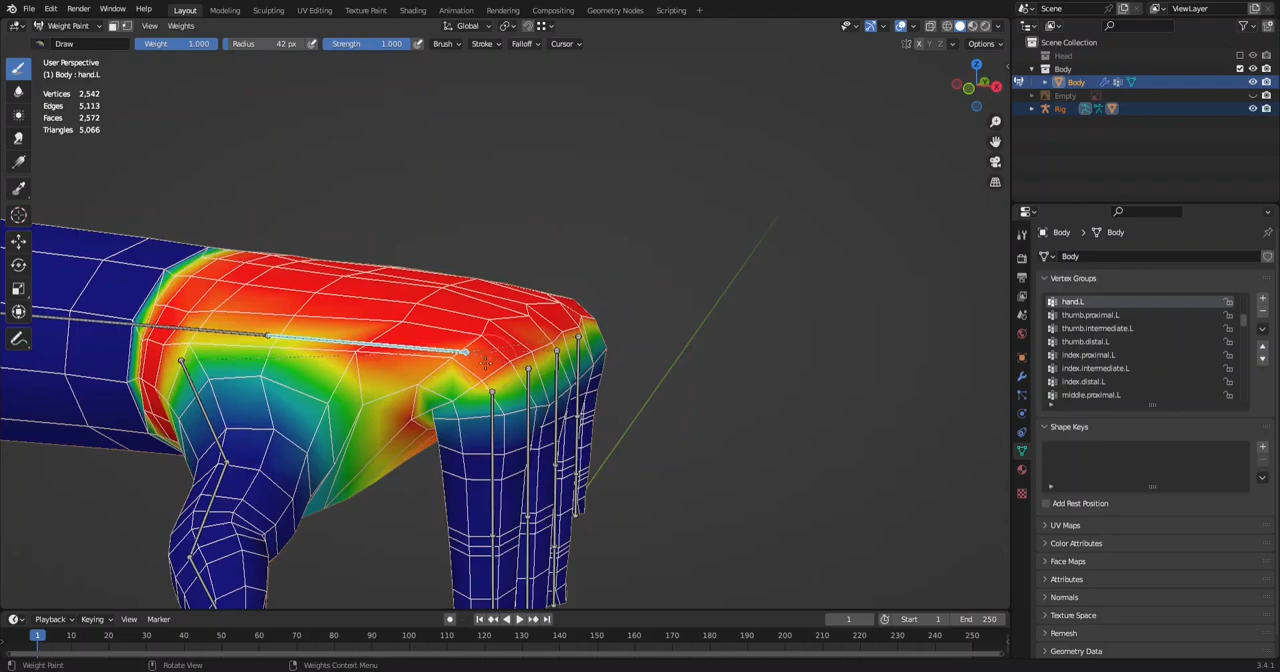 File Edit Render Window Help Layout Modeling Sculpting UV Editing Texture Paint Shading Animation Rendering Compositing Geometry Nodes Scripting + Scene ViewLayer
Weight Paint View Weights Global
Draw Weight 1.000 Radius 42 px Strength 1.000 Brush Stroke Falloff Cursor X Y Z Options
User Perspective
(1) Body : hand.L
Vertices 2,542
Edges 5,113
Faces 2,572
Triangles 5,066
Z
Y
X
Scene Collection
Head
Body
Body
Empty
Rig
Body > Body
Body
Vertex Groups
hand.L
thumb.proximal.L
thumb.intermediate.L
thumb.distal.L
index.proximal.L
index.intermediate.L
index.distal.L
middle.proximal.L
Shape Keys
Add Rest Position
UV Maps
Color Attributes
Face Maps
Attributes
Normals
Texture Space
Remesh
Geometry Data
Playback Keying View Marker 1 Start 1 End 250
1 10 20 30 40 50 60 70 80 90 100 110 120 130 140 150 160 170 180 190 200 210 220 230 240 250
Weight Paint Rotate View Weights Context Menu 3.4.1